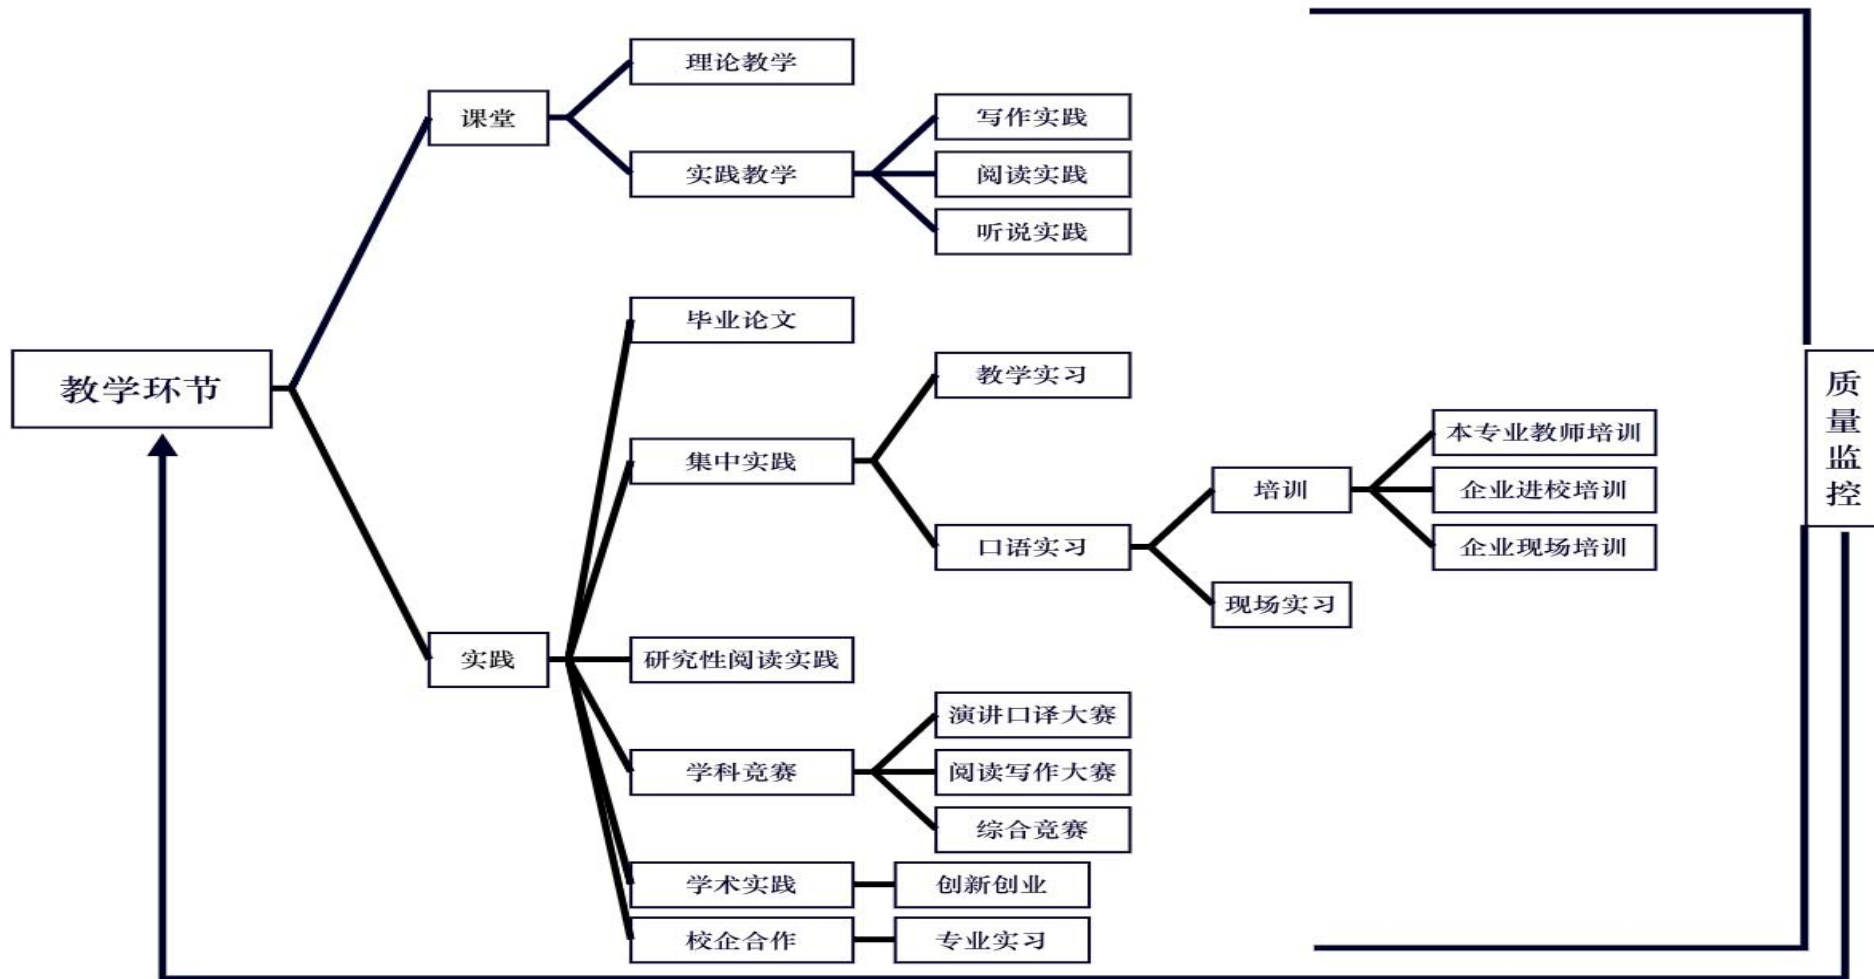 理论教学
课堂
写作实践
实践教学
阅读实践
听说实践
毕业论文
教学环节
教学实习
集中实践
口语实习
培训
本专业教师培训
企业进校培训
企业现场培训
现场实习
质
量
监
控
实践
研究性阅读实践
演讲口译大赛
学科竞赛
阅读写作大赛
综合竞赛
学术实践
创新创业
校企合作
专业实习